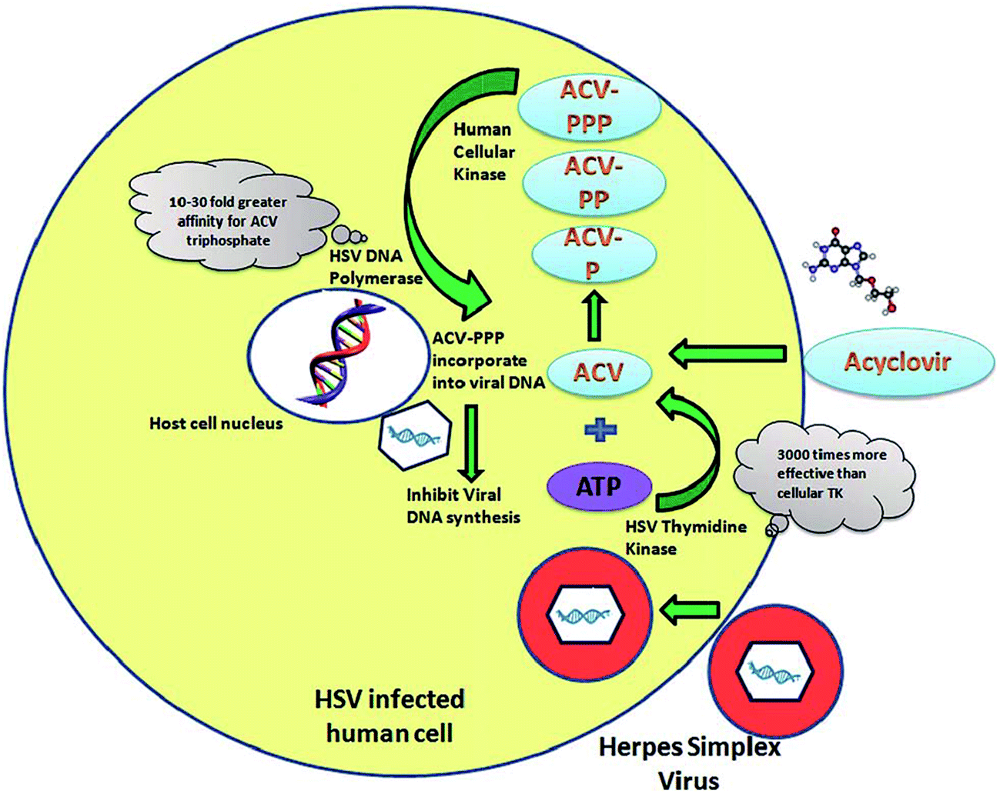 ACV-
PPP
Human
Cellular
Kinase
ACV-
PP
10-30 fold greater
affinity for ACV
triphosphate
HSV DNA
Polymerase
ACV-
P
ACV-PPP
incorporate
into viral DNA
ACV
Acyclovir
Host cell nucleus
3000 times more
effective than
cellular TK
ATP
Inhibit Viral
DNA synthesis
HSV Thymidine
Kinase
HSV infected
human cell
Herpes Simplex
Virus